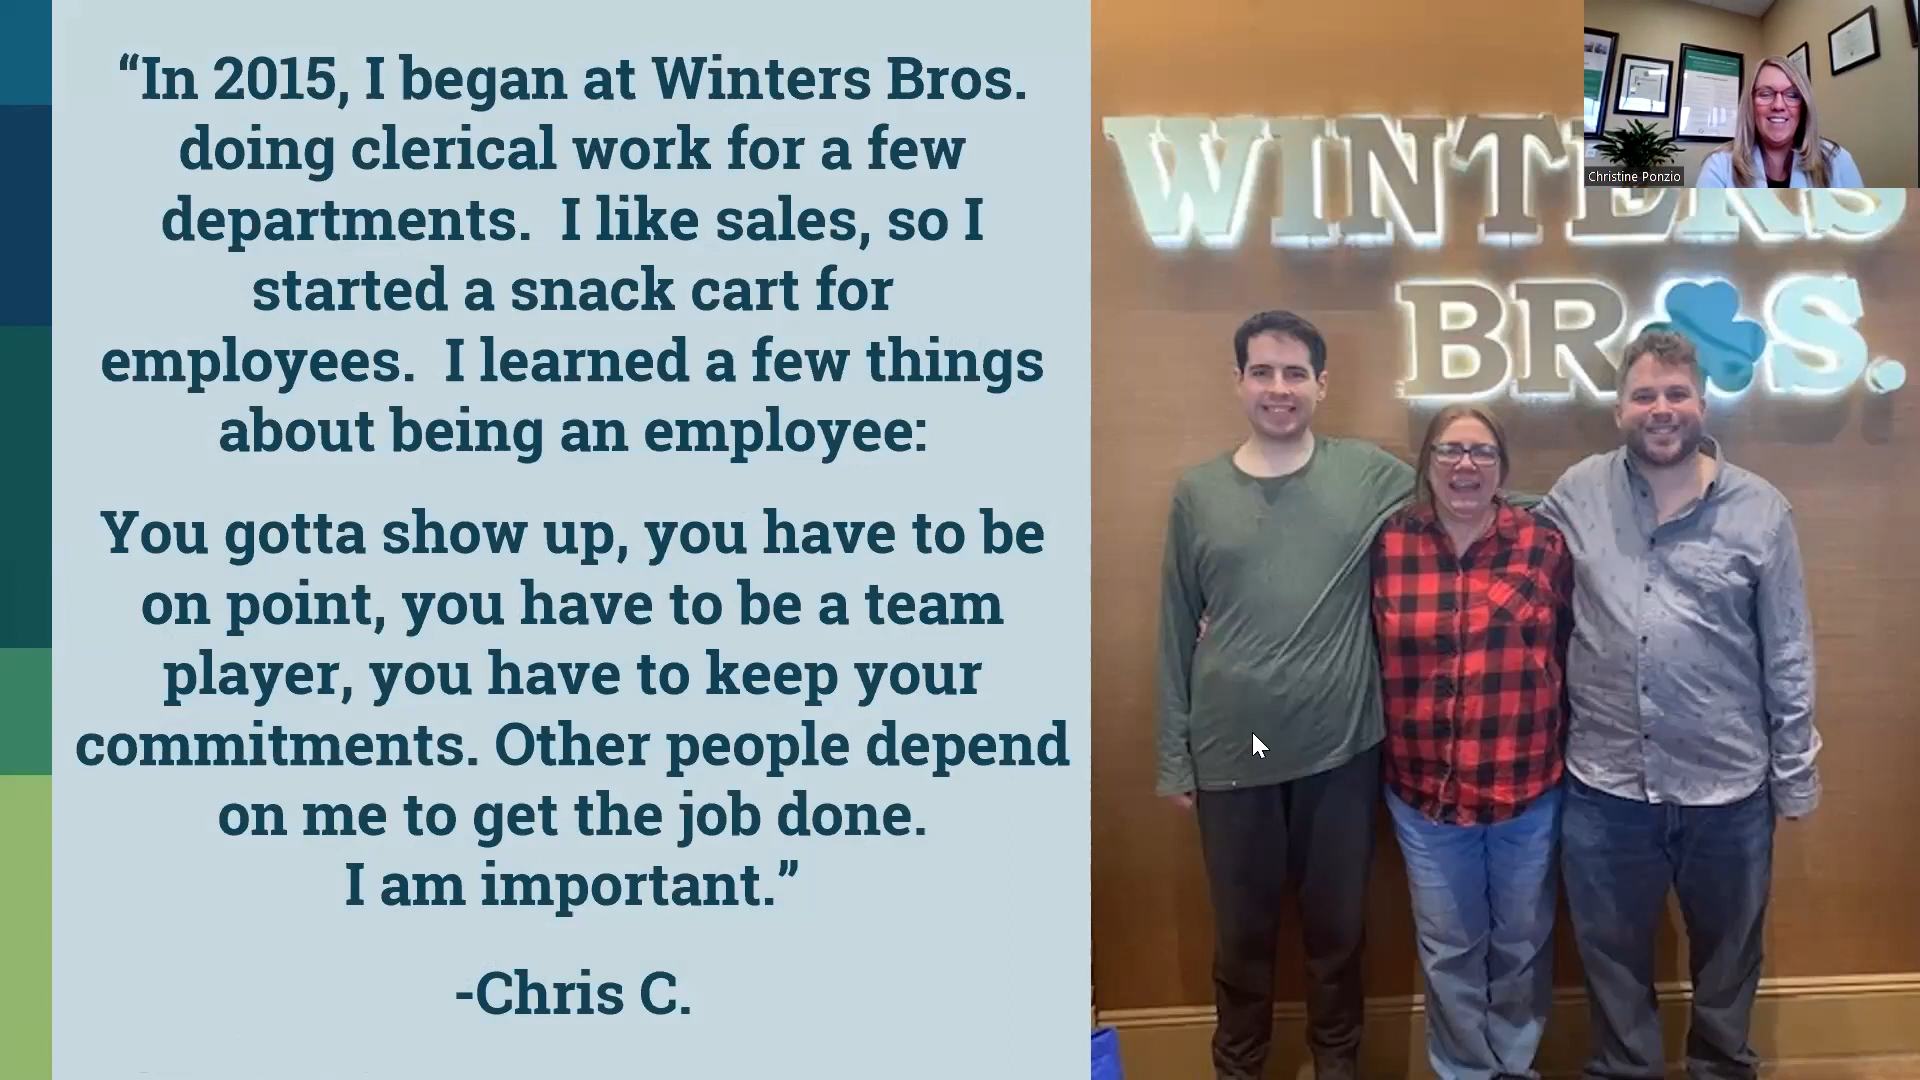 “In 2015, I began at Winters Bros.
doing clerical work for a few
departments.  I like sales, so I
started a snack cart for
employees.  I learned a few things
about being an employee:
You gotta show up, you have to be
on point, you have to be a team
player, you have to keep your
commitments. Other people depend
on me to get the job done.
I am important.”
-Chris C.
WINTERS
BROS.
Christine Ponzio